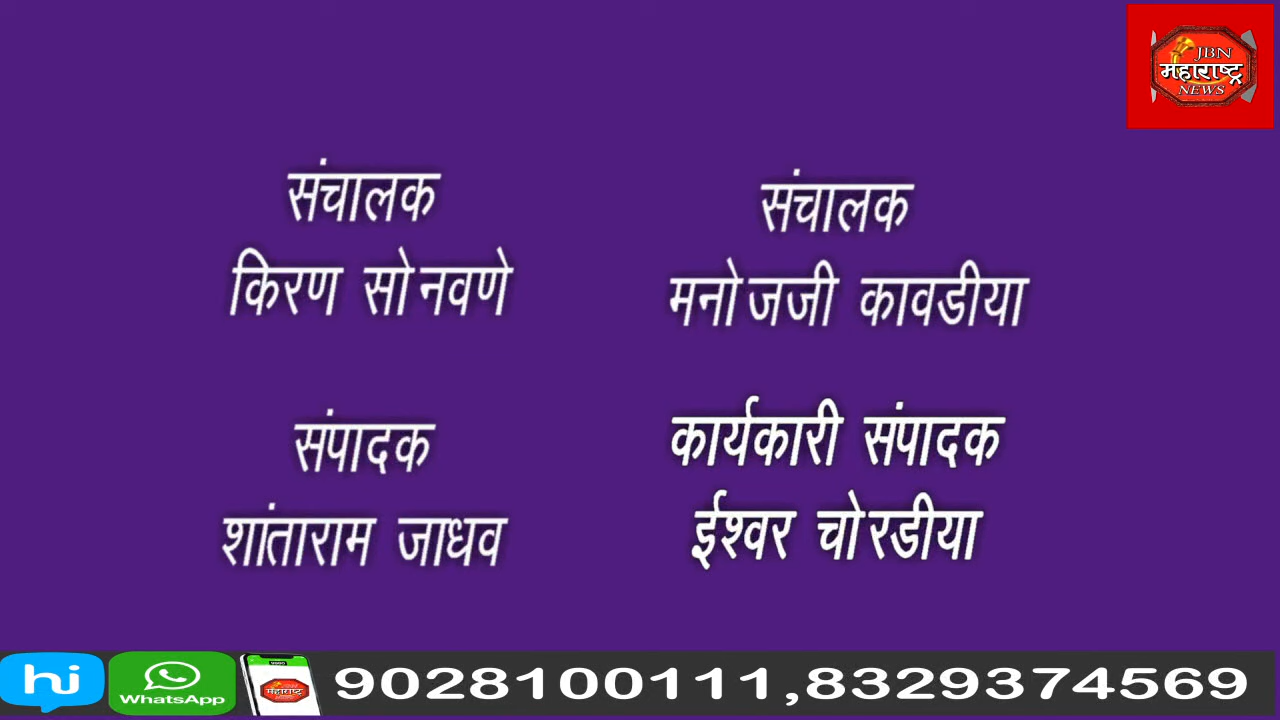 JBN
महाराष्ट्र
NEWS
संचालक
किरण सोनवणे
संचालक
मनोजजी कावडीया
संपादक
शांताराम जाधव
कार्यकारी संपादक
ईश्वर चोरडीया
hi
WhatsApp
महाराष्ट्र
9028100111,8329374569